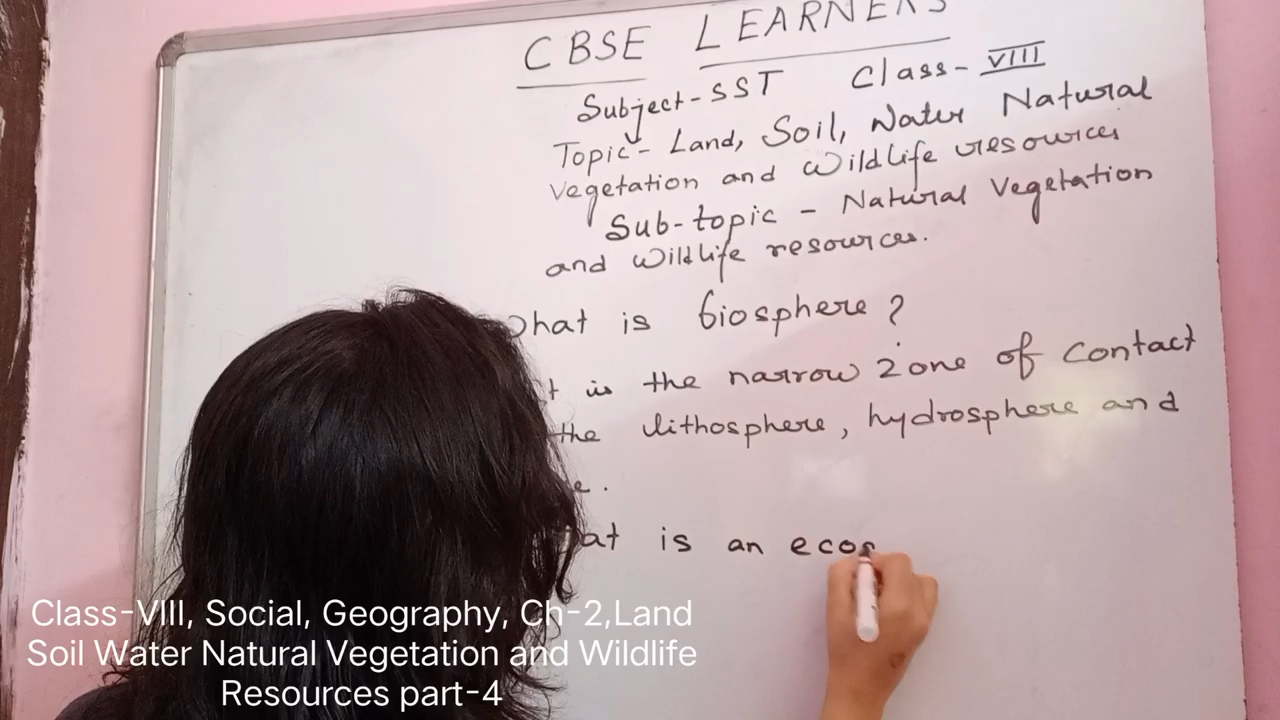 CBSE LEARNERS
Subject-SST Class-VIII
Topic- Land, Soil, Water Natural
vegetation and Wildlife resources
Sub-topic - Natural Vegetation
and Wildlife resources.
hat is biosphere?
t is the narrow zone of contact
the lithosphere, hydrosphere and
e.
at is an ecos
Class-VIII, Social, Geography, Ch-2,Land
Soil Water Natural Vegetation and Wildlife
Resources part-4